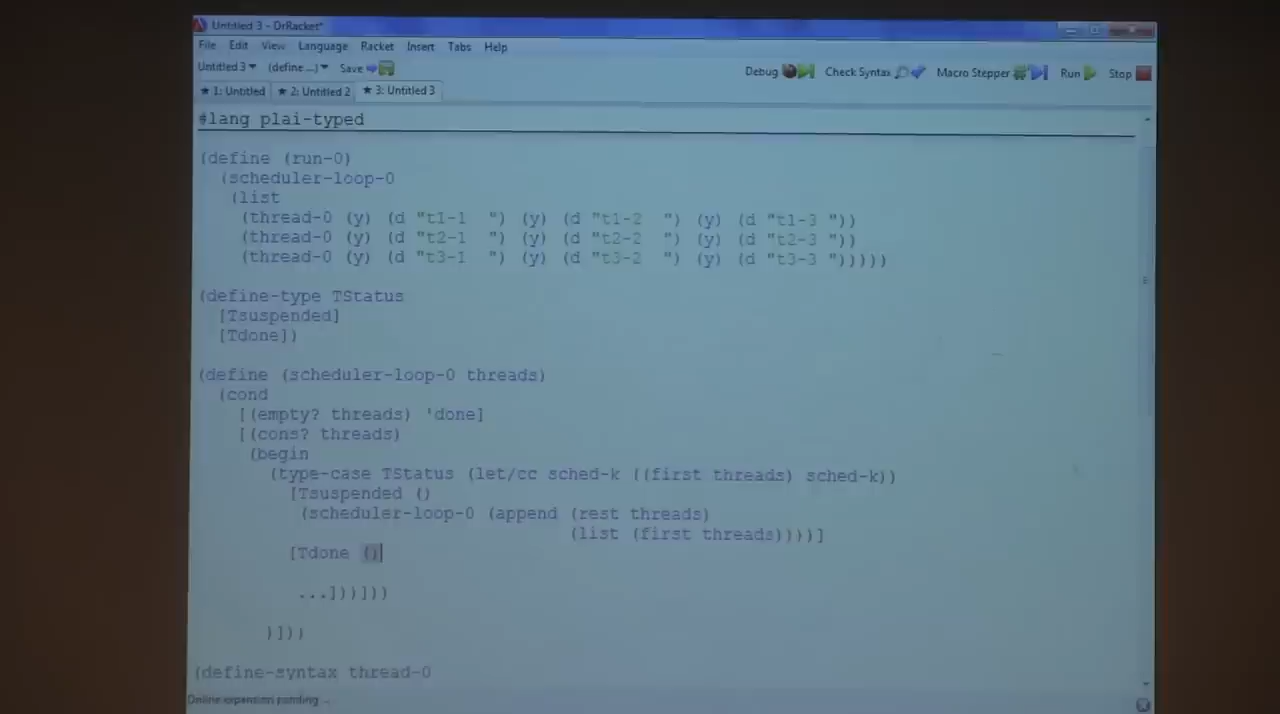 Untitled 3 - DrRacket*
File Edit View Language Racket Insert Tabs Help
Untitled 3 (define ...) Save Debug Check Syntax Macro Stepper Run Stop
★ 1: Untitled ★ 2: Untitled 2 ★ 3: Untitled 3
#lang plai-typed
(define (run-0)
(scheduler-loop-0
(list
(thread-0 (y) (d "t1-1 ") (y) (d "t1-2 ") (y) (d "t1-3 "))
(thread-0 (y) (d "t2-1 ") (y) (d "t2-2 ") (y) (d "t2-3 "))
(thread-0 (y) (d "t3-1 ") (y) (d "t3-2 ") (y) (d "t3-3 ")))))
(define-type TStatus
[Tsuspended]
[Tdone])
(define (scheduler-loop-0 threads)
(cond
[(empty? threads) 'done]
[(cons? threads)
(begin
(type-case TStatus (let/cc sched-k ((first threads) sched-k))
[Tsuspended ()
(scheduler-loop-0 (append (rest threads)
(list (first threads))))]
[Tdone ()
...]))]))
)]))
(define-syntax thread-0
Online expansion pending ...